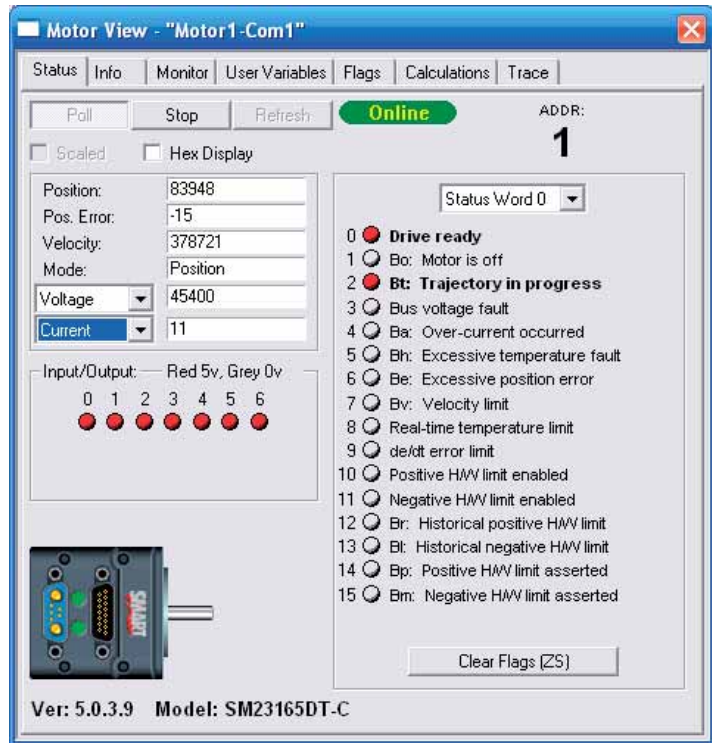 Motor View - "Motor1-Com1"
Status Info Monitor User Variables Flags Calculations Trace
Poll Stop Refresh Online ADDR:
1
Scaled Hex Display
Position: 83948
Pos. Error: -15
Velocity: 378721
Mode: Position
Voltage 45400
Current 11
Input/Output: Red 5v, Grey 0v
0 1 2 3 4 5 6
Status Word 0
0 Drive ready
1 Bo: Motor is off
2 Bt: Trajectory in progress
3 Bus voltage fault
4 Ba: Over-current occurred
5 Bh: Excessive temperature fault
6 Be: Excessive position error
7 Bv: Velocity limit
8 Real-time temperature limit
9 de/dt error limit
10 Positive H/W limit enabled
11 Negative H/W limit enabled
12 Br: Historical positive H/W limit
13 Bl: Historical negative H/W limit
14 Bp: Positive H/W limit asserted
15 Bm: Negative H/W limit asserted
Clear Flags (ZS)
SMART
Ver: 5.0.3.9 Model: SM23165DT-C